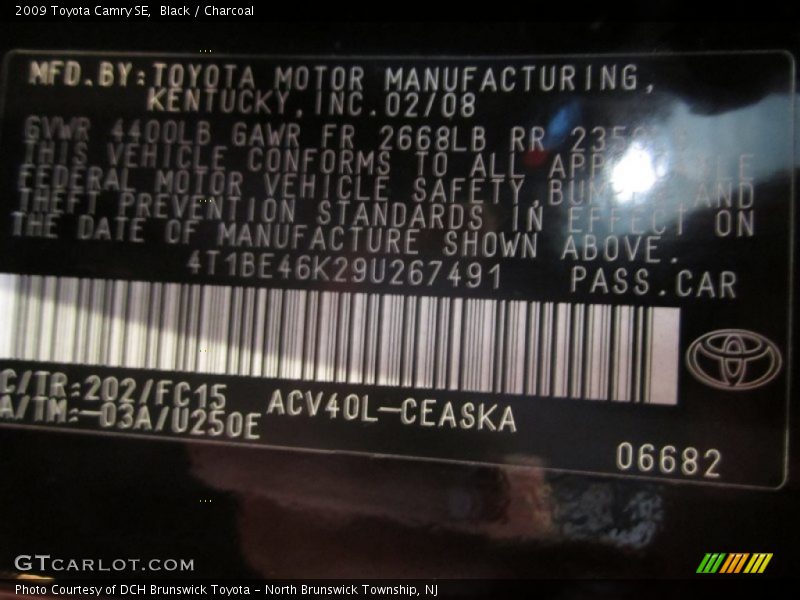 2009 Toyota Camry SE, Black / Charcoal
MFD.BY:TOYOTA MOTOR MANUFACTURING,
KENTUCKY,INC.02/08
GVWR 4400LB GAWR FR 2668LB RR
THIS VEHICLE CONFORMS TO ALL
FEDERAL MOTOR VEHICLE SAFETY, AND
THEFT PREVENTION STANDARDS IN EFFECT ON
THE DATE OF MANUFACTURE SHOWN ABOVE.
4T1BE46K29U267491 PASS.CAR
C/TR:202/FC15 ACV40L-CEASKA
A/TM:-03A/U250E
06682
GTCARLOT.COM
Photo Courtesy of DCH Brunswick Toyota - North Brunswick Township, NJ